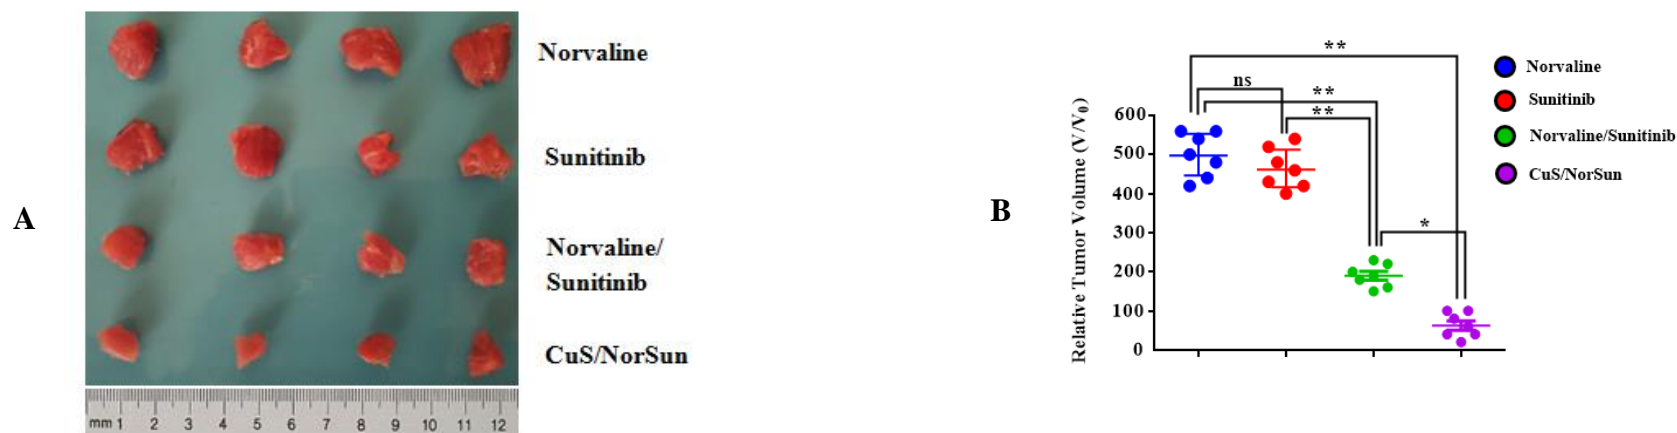 A
Norvaline
Sunitinib
Norvaline/
Sunitinib
CuS/NorSun
mm 1 2 3 4 5 6 7 8 9 10 11 12
B
Relative Tumor Volume (V/V₀)
600
500
400
300
200
100
0
**
ns
**
**
*
Norvaline
Sunitinib
Norvaline/Sunitinib
CuS/NorSun